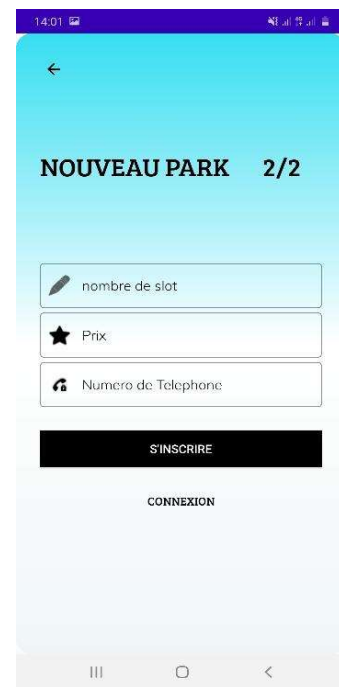 14:01
NOUVEAU PARK 2/2
nombre de slot
Prix
Numero de Telephone
S'INSCRIRE
CONNEXION